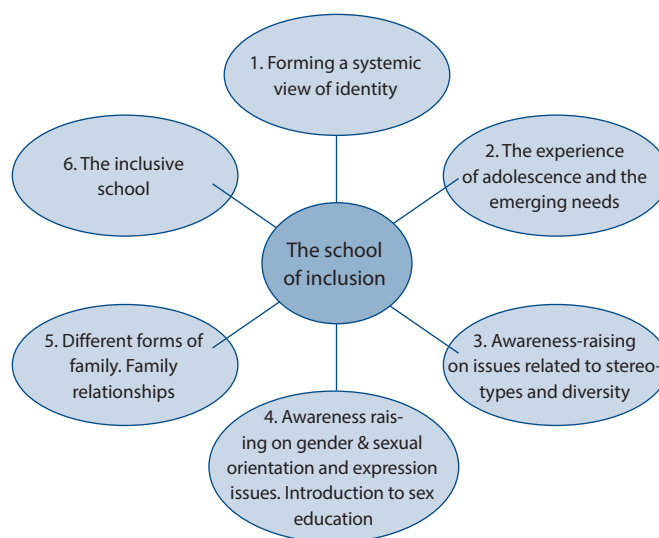 1. Forming a systemic
view of identity
2. The experience
of adolescence and the
emerging needs
3. Awareness-raising
on issues related to stereo-
types and diversity
4. Awareness rais-
ing on gender & sexual
orientation and expression
issues. Introduction to sex
education
5. Different forms of
family. Family
relationships
6. The inclusive
school
The school
of inclusion